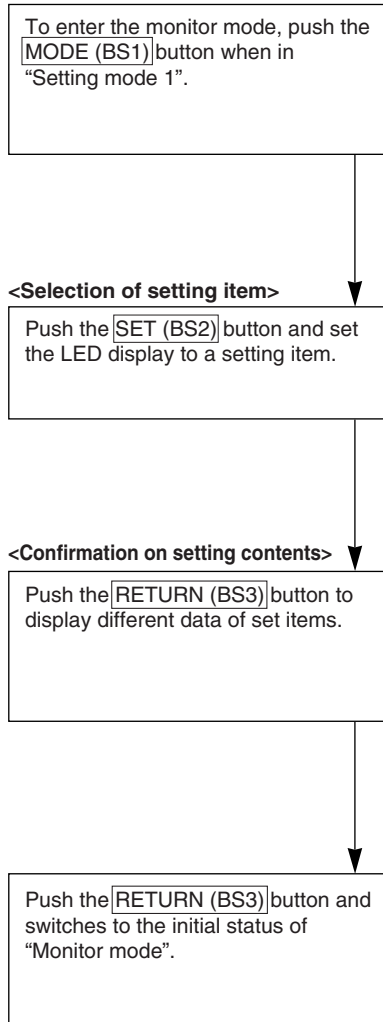 To enter the monitor mode, push the
MODE (BS1) button when in
“Setting mode 1”.
<Selection of setting item>
Push the SET (BS2) button and set
the LED display to a setting item.
<Confirmation on setting contents>
Push the RETURN (BS3) button to
display different data of set items.
Push the RETURN (BS3) button and
switches to the initial status of
“Monitor mode”.